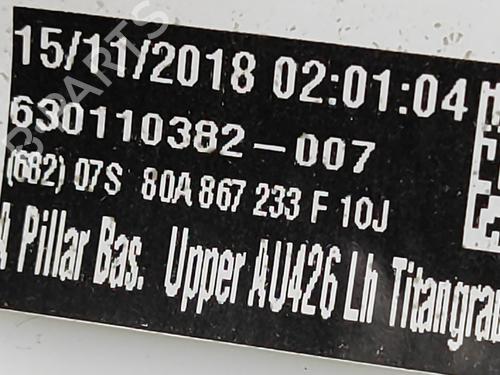 15/11/2018 02:01:04
630110382-007
(682) 07S 80A 867 233 F 10J
A Pillar Bas. Upper AU426 Lh Titangrau